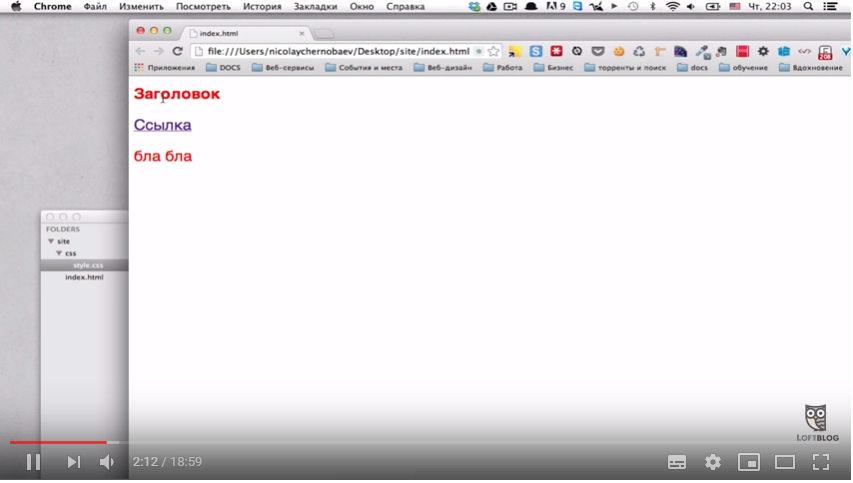 Chrome Файл Изменить Посмотреть История Закладки Окно Справка 9 Чт, 22:03
index.html
file:///Users/nicolaychernobaev/Desktop/site/index.html
Приложения DOCS Веб-сервисы События и места Веб-дизайн Работа Бизнес торренты и поиск docs обучение Вдохновение
Заголовок
Ссылка
бла бла
FOLDERS
site
css
style.css
index.html
LOFTBLOG
2:12 / 18:59